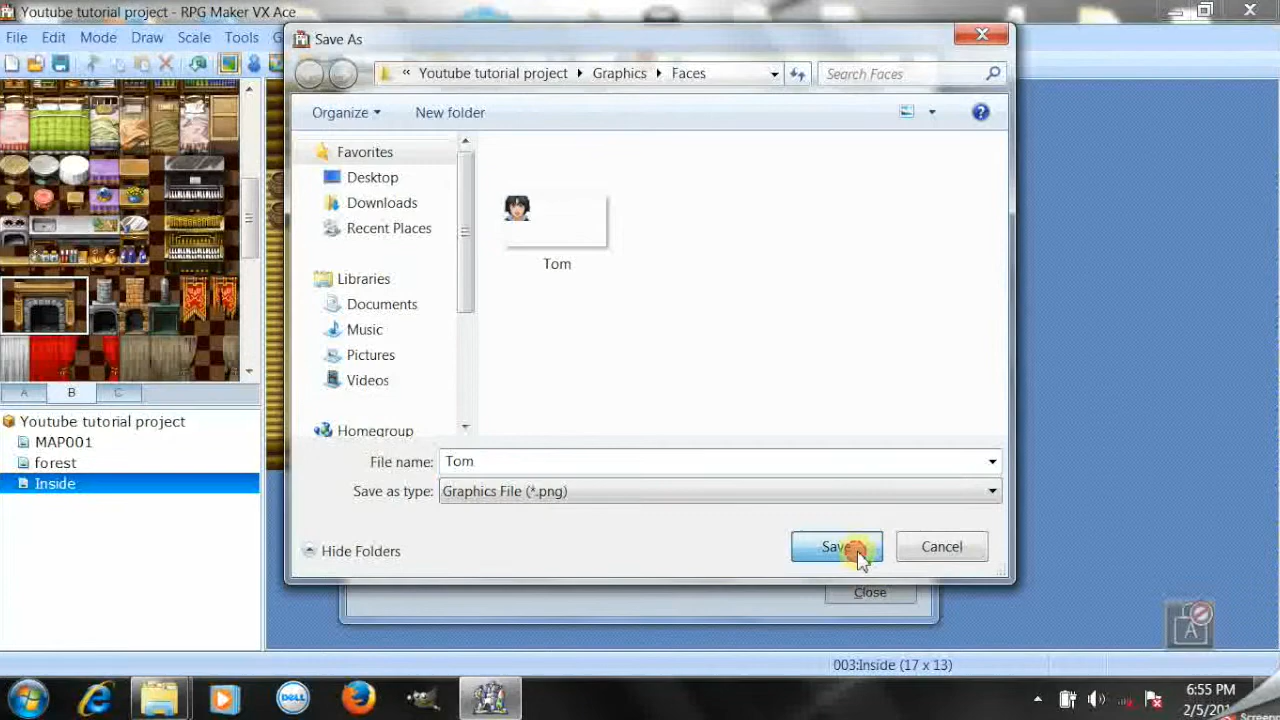 Youtube tutorial project - RPG Maker VX Ace
File Edit Mode Draw Scale Tools
Save As
« Youtube tutorial project Graphics Faces
Search Faces
Organize New folder
Favorites
Desktop
Downloads
Recent Places
Libraries
Documents
Music
Pictures
Videos
Homegroup
Tom
File name: Tom
Save as type: Graphics File (*.png)
Hide Folders
Save Cancel
Close
A B C
Youtube tutorial project
MAP001
forest
Inside
003:Inside (17 x 13)
A
DELL
6:55 PM